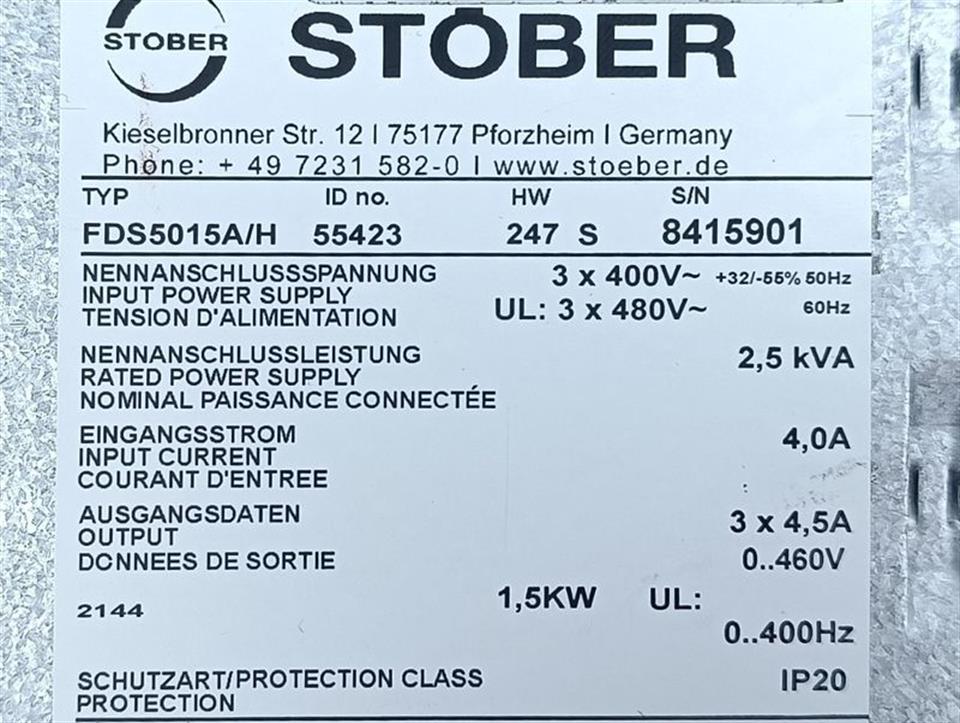 STÖBER
STÖBER
Kieselbronner Str. 12 I 75177 Pforzheim I Germany
Phone: + 49 7231 582-0 I www.stoeber.de
TYP ID no. HW S/N
FDS5015A/H 55423 247 S 8415901
NENNANSCHLUSSSPANNUNG 3 x 400V~ +32/-55% 50Hz
INPUT POWER SUPPLY UL: 3 x 480V~ 60Hz
TENSION D'ALIMENTATION
NENNANSCHLUSSLEISTUNG 2,5 kVA
RATED POWER SUPPLY
NOMINAL PAISSANCE CONNECTÉE
EINGANGSSTROM 4,0A
INPUT CURRENT
COURANT D'ENTREE
AUSGANGSDATEN 3 x 4,5A
OUTPUT
DONNEES DE SORTIE 0..460V
2144 1,5KW UL:
0..400Hz
SCHUTZART/PROTECTION CLASS IP20
PROTECTION